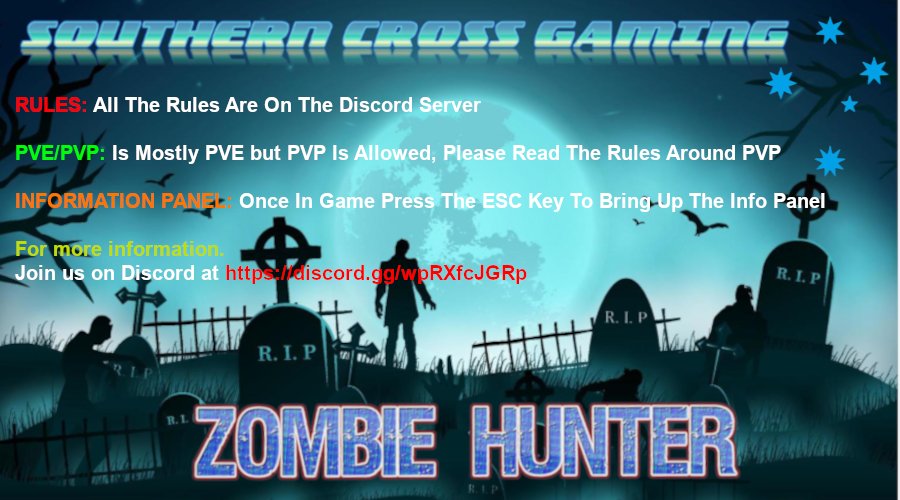 SOUTHERN CROSS GAMING
RULES: All The Rules Are On The Discord Server
PVE/PVP: Is Mostly PVE but PVP Is Allowed, Please Read The Rules Around PVP
INFORMATION PANEL: Once In Game Press The ESC Key To Bring Up The Info Panel
For more information.
Join us on Discord at https://discord.gg/wpRXfcJGRp
R.I.P
R.I.P
R.I.P
R.I.P
R.I.P
ZOMBIE HUNTER
R.I.P